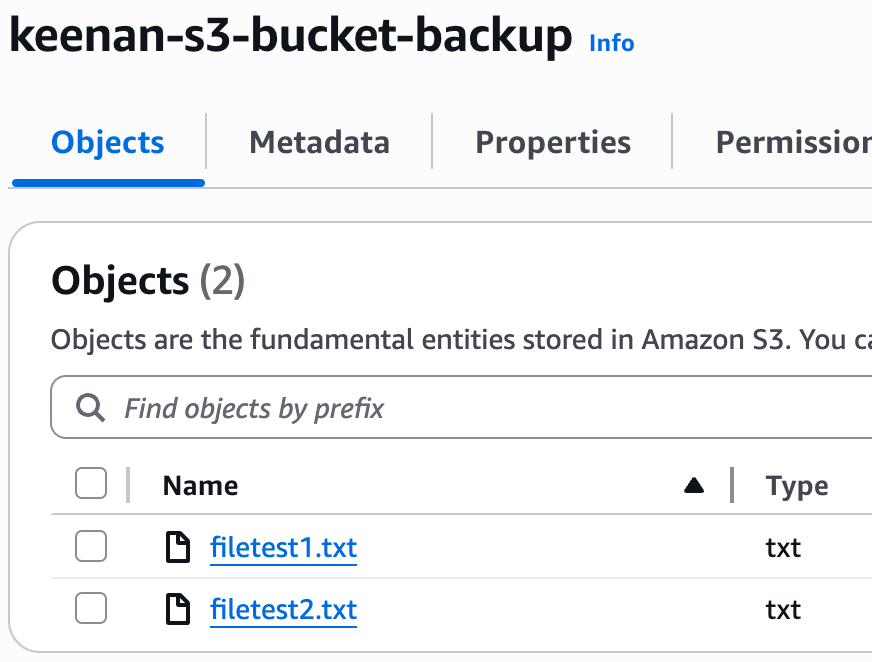 keenan-s3-bucket-backup Info
Objects Metadata Properties
Objects (2)
Objects are the fundamental entities stored in Amazon S3. You
Find objects by prefix
Name Type
filetest1.txt txt
filetest2.txt txt